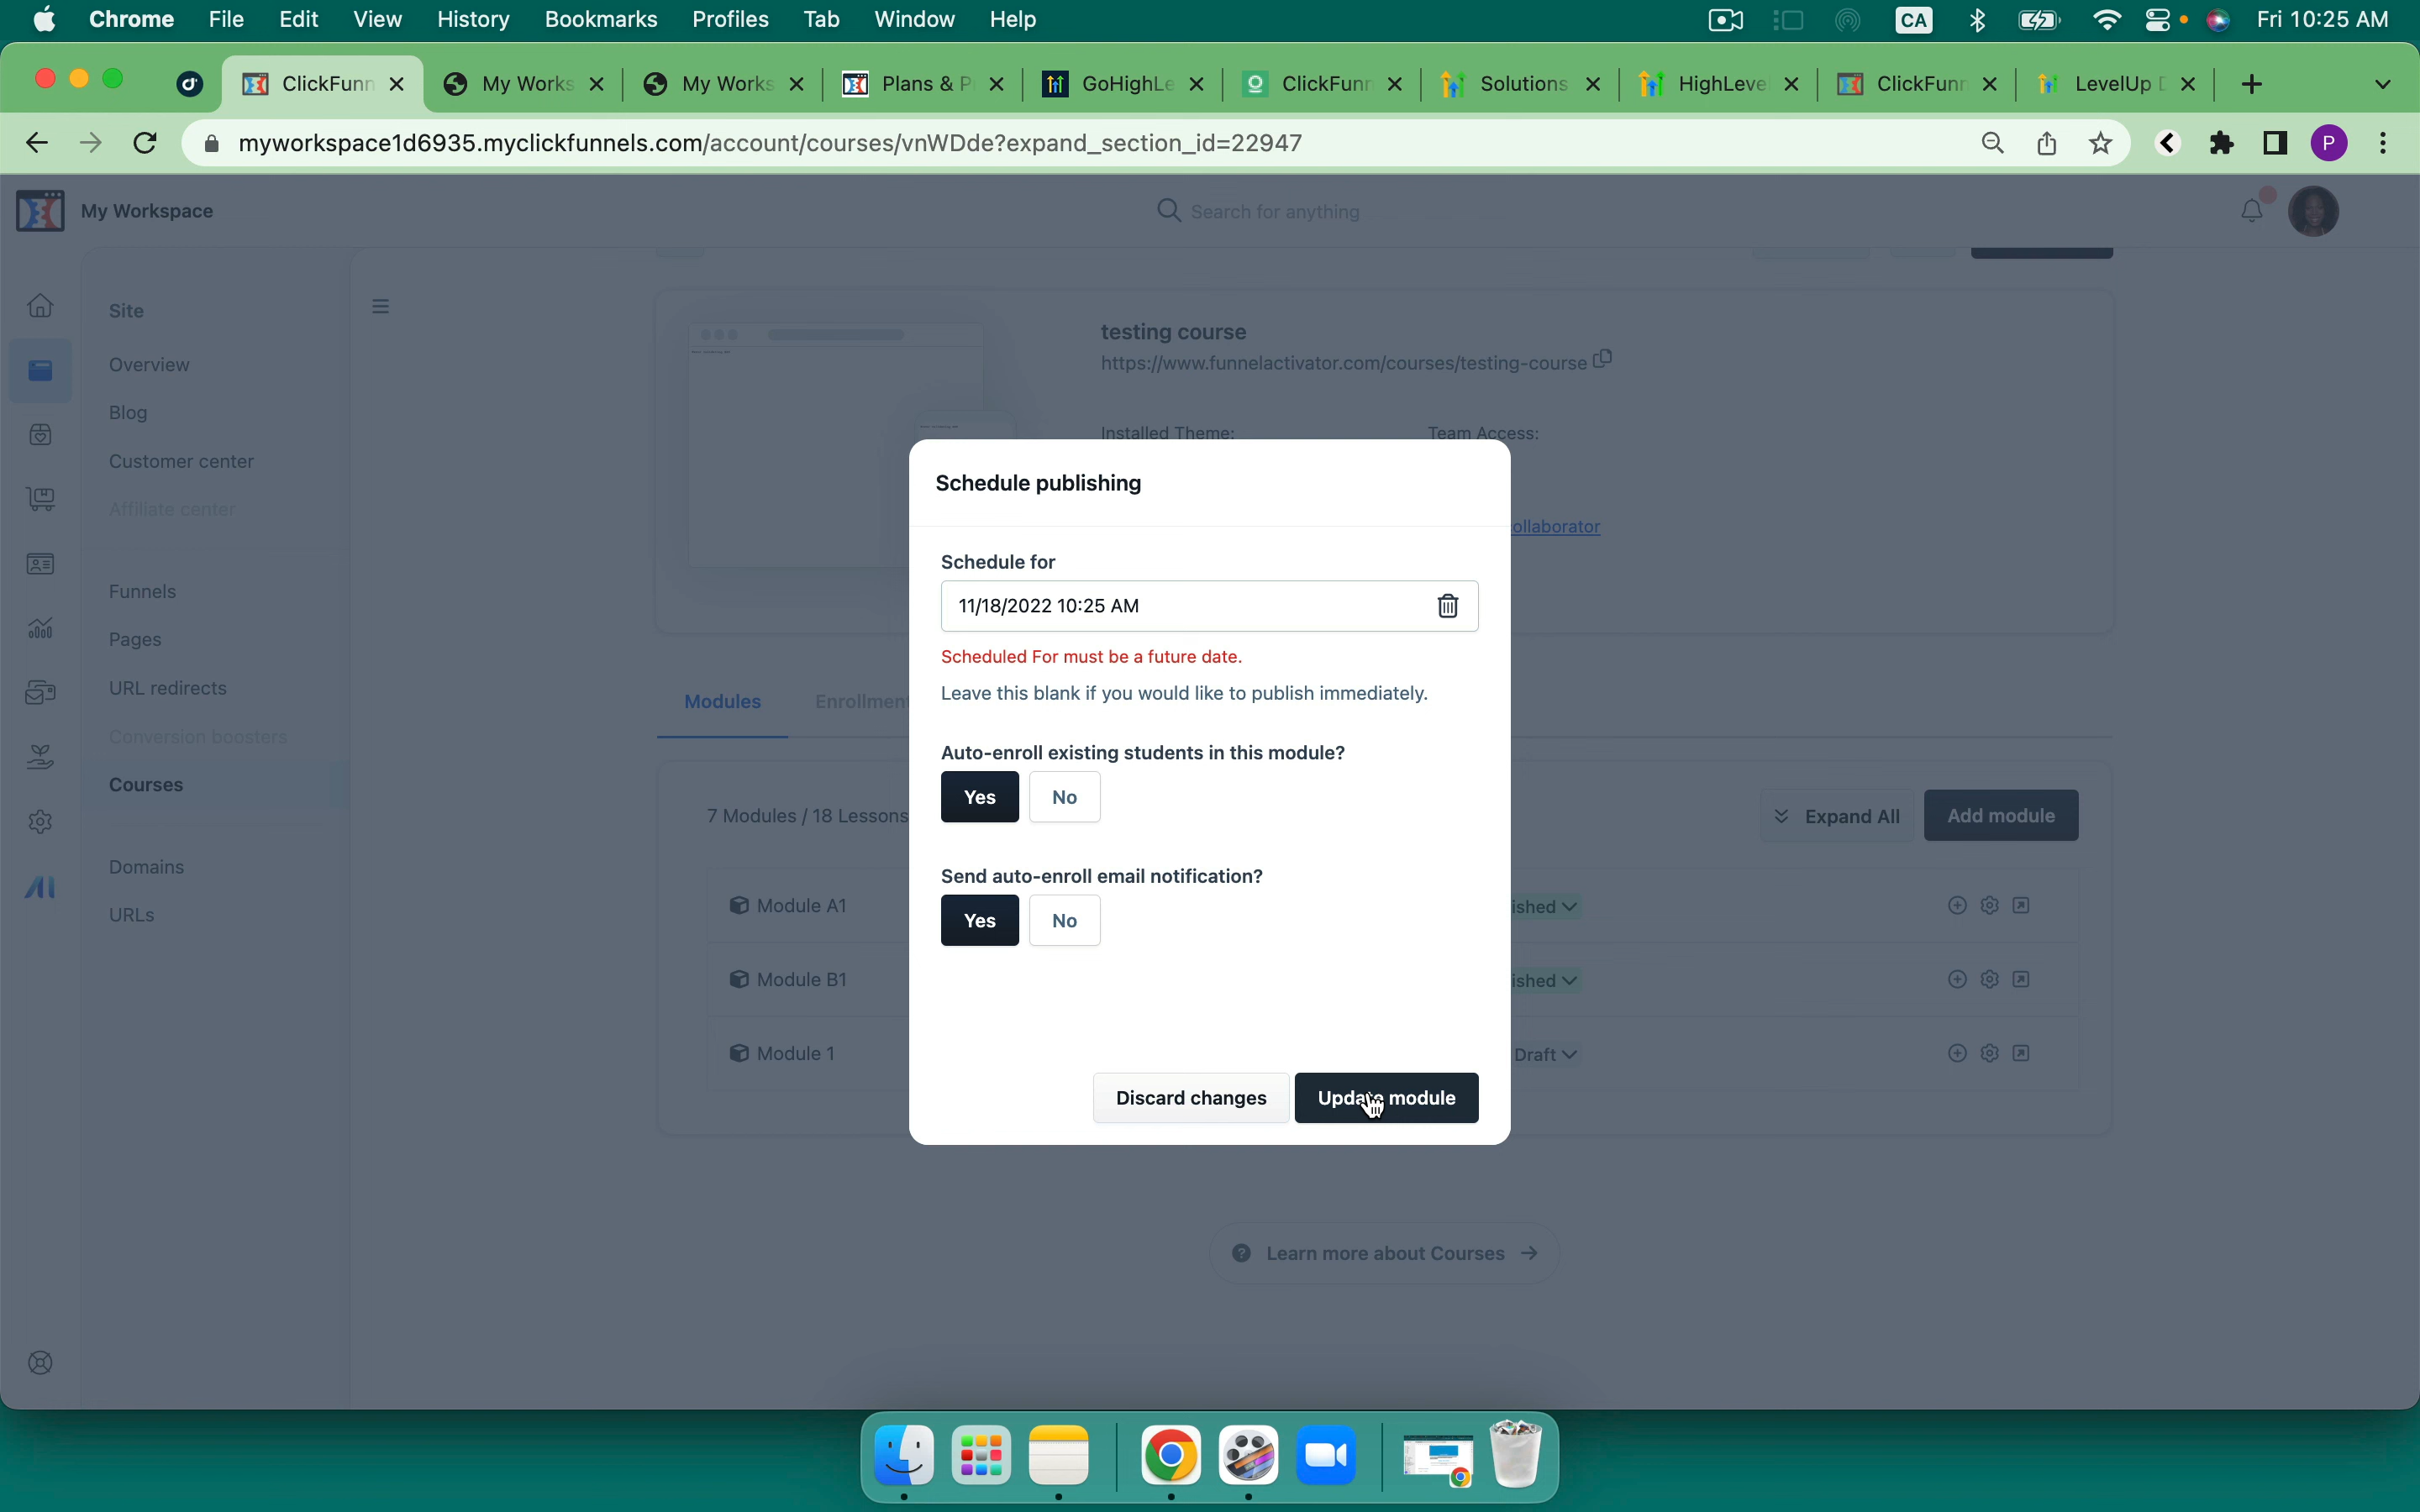 Chrome File Edit View History Bookmarks Profiles Tab Window Help CA Fri 10:25 AM
ClickFunn My Works My Works Plans & P GoHighLe ClickFunn Solutions HighLevel ClickFunn LevelUp D
myworkspace1d6935.myclickfunnels.com/account/courses/vnWDde?expand_section_id=22947 P
My Workspace
Search for anything
Site
Overview
Blog
Customer center
Affiliate center
Funnels
Pages
URL redirects
Conversion boosters
Courses
Domains
URLs
testing course
https://www.funnelactivator.com/courses/testing-course
Installed Theme: Team Access:
ollaborator
Modules Enrollment
7 Modules / 18 Lessons
Expand All Add module
Module A1 ished
Module B1 ished
Module 1 Draft
Schedule publishing
Schedule for
11/18/2022 10:25 AM
Scheduled For must be a future date.
Leave this blank if you would like to publish immediately.
Auto-enroll existing students in this module?
Yes No
Send auto-enroll email notification?
Yes No
Discard changes Update module
Learn more about Courses